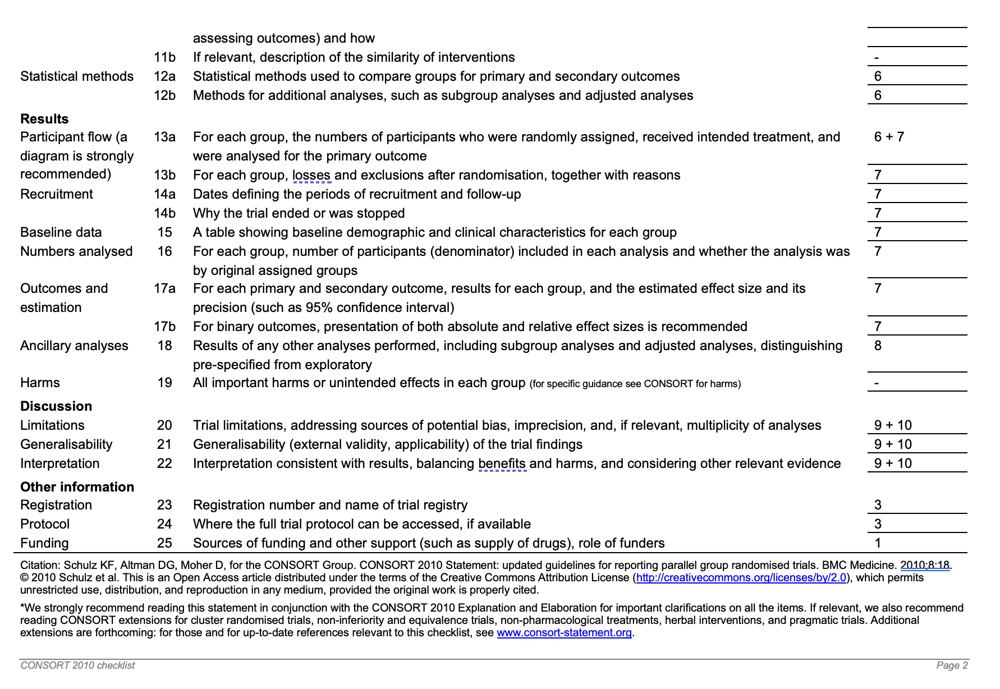 assessing outcomes) and how
11b If relevant, description of the similarity of interventions -
Statistical methods 12a Statistical methods used to compare groups for primary and secondary outcomes 6
12b Methods for additional analyses, such as subgroup analyses and adjusted analyses 6
Results
Participant flow (a 13a For each group, the numbers of participants who were randomly assigned, received intended treatment, and 6 + 7
diagram is strongly were analysed for the primary outcome
recommended) 13b For each group, losses and exclusions after randomisation, together with reasons 7
Recruitment 14a Dates defining the periods of recruitment and follow-up 7
14b Why the trial ended or was stopped 7
Baseline data 15 A table showing baseline demographic and clinical characteristics for each group 7
Numbers analysed 16 For each group, number of participants (denominator) included in each analysis and whether the analysis was 7
by original assigned groups
Outcomes and 17a For each primary and secondary outcome, results for each group, and the estimated effect size and its 7
estimation precision (such as 95% confidence interval)
17b For binary outcomes, presentation of both absolute and relative effect sizes is recommended 7
Ancillary analyses 18 Results of any other analyses performed, including subgroup analyses and adjusted analyses, distinguishing 8
pre-specified from exploratory
Harms 19 All important harms or unintended effects in each group (for specific guidance see CONSORT for harms) -
Discussion
Limitations 20 Trial limitations, addressing sources of potential bias, imprecision, and, if relevant, multiplicity of analyses 9 + 10
Generalisability 21 Generalisability (external validity, applicability) of the trial findings 9 + 10
Interpretation 22 Interpretation consistent with results, balancing benefits and harms, and considering other relevant evidence 9 + 10
Other information
Registration 23 Registration number and name of trial registry 3
Protocol 24 Where the full trial protocol can be accessed, if available 3
Funding 25 Sources of funding and other support (such as supply of drugs), role of funders 1
Citation: Schulz KF, Altman DG, Moher D, for the CONSORT Group. CONSORT 2010 Statement: updated guidelines for reporting parallel group randomised trials. BMC Medicine. 2010;8:18.
© 2010 Schulz et al. This is an Open Access article distributed under the terms of the Creative Commons Attribution License (http://creativecommons.org/licenses/by/2.0), which permits
unrestricted use, distribution, and reproduction in any medium, provided the original work is properly cited.
*We strongly recommend reading this statement in conjunction with the CONSORT 2010 Explanation and Elaboration for important clarifications on all the items. If relevant, we also recommend
reading CONSORT extensions for cluster randomised trials, non-inferiority and equivalence trials, non-pharmacological treatments, herbal interventions, and pragmatic trials. Additional
extensions are forthcoming: for those and for up-to-date references relevant to this checklist, see www.consort-statement.org.
CONSORT 2010 checklist Page 2